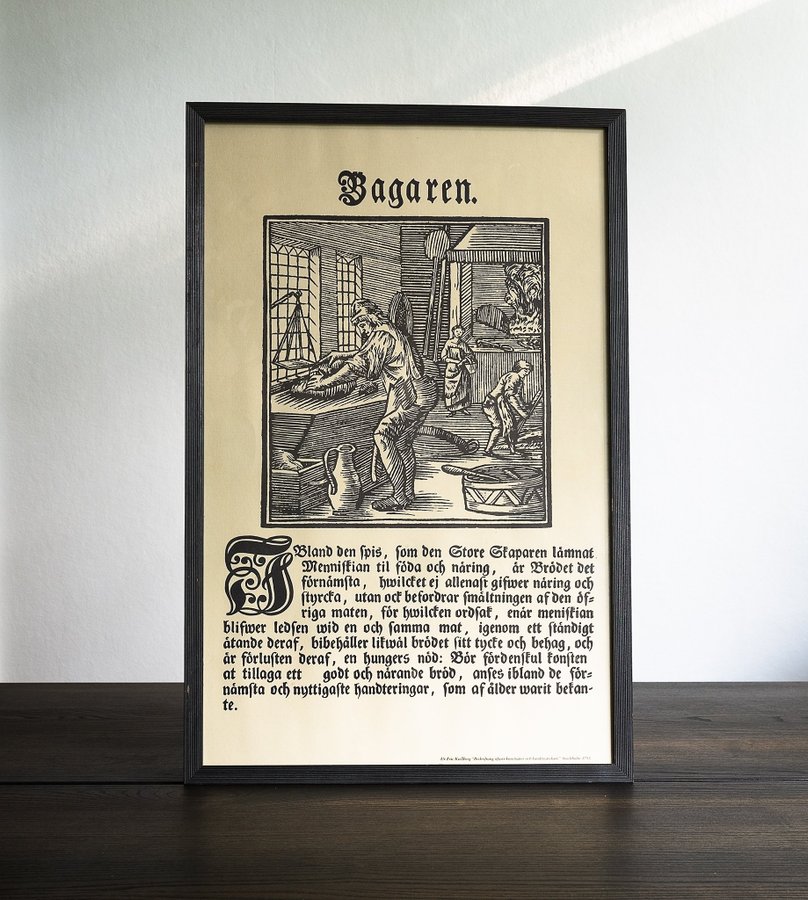 Bagaren.
IBland den spis, som den Store Skaparen lämnat
Menniskian til föda och näring, är Brödet det
förnämsta, hwilcket ej allenast gifwer näring och
styrcka, utan ock befordrar smältningen af den öf-
riga maten, för hwilcken ordsak, enär meniskian
blifwer ledsen wid en och samma mat, igenom ett ständigt
ätande deraf, bibehåller likwäl brödet sitt tycke och behag, och
är förlusten deraf, en hungers nöd: Bör fördenskul konsten
at tillaga ett godt och närande bröd, anses ibland de för-
nämsta och nyttigaste handteringar, som af ålder warit bekan-
te.
Stockholm